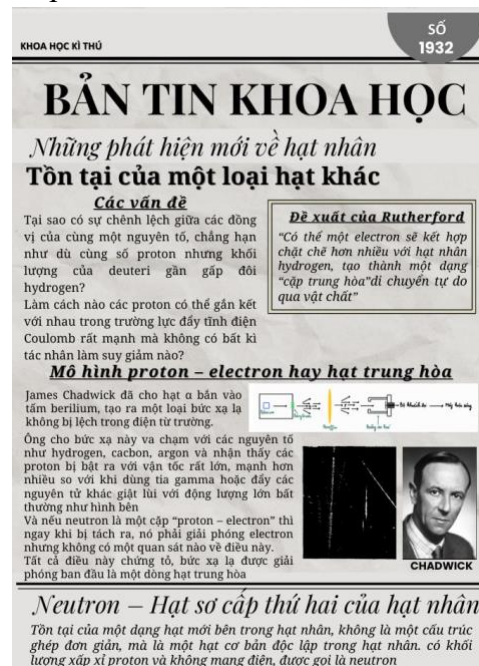 KHOA HỌC KÌ THÚ
SỐ
1932
BẢN TIN KHOA HỌC
Những phát hiện mới về hạt nhân
Tồn tại của một loại hạt khác
Các vấn đề
Tại sao có sự chênh lệch giữa các đồng
vị của cùng một nguyên tố, chẳng hạn
như dù cùng số proton nhưng khối
lượng của deuteri gần gấp đôi
hydrogen?
Làm cách nào các proton có thể gắn kết
với nhau trong trường lực đẩy tĩnh điện
Coulomb rất mạnh mà không có bất kì
tác nhân làm suy giảm nào?
Đề xuất của Rutherford
“Có thể một electron sẽ kết hợp
chặt chẽ hơn nhiều với hạt nhân
hydrogen, tạo thành một dạng
“cặp trung hòa”di chuyển tự do
qua vật chất”
Mô hình proton – electron hay hạt trung hòa
James Chadwick đã cho hạt α bắn vào
tấm berilium, tạo ra một loại bức xạ lạ
không bị lệch trong điện từ trường.
Ông cho bức xạ này va chạm với các nguyên tố
như hydrogen, cacbon, argon và nhận thấy các
proton bị bật ra với vận tốc rất lớn, mạnh hơn
nhiều so với khi dùng tia gamma hoặc đẩy các
nguyên tử khác giật lùi với động lượng lớn bất
thường như hình bên
Và nếu neutron là một cặp “proton – electron” thì
ngay khi bị tách ra, nó phải giải phóng electron
nhưng không có một quan sát nào về điều này.
Tất cả điều này chứng tỏ, bức xạ lạ được giải
phóng ban đầu là một dòng hạt trung hòa
CHADWICK
Neutron – Hạt sơ cấp thứ hai của hạt nhân
Tồn tại của một dạng hạt mới bên trong hạt nhân, không là một cấu trúc
ghép đơn giản, mà là một hạt cơ bản độc lập trong hạt nhân. có khối
lượng xấp xỉ proton và không mang điện, được gọi là neutron